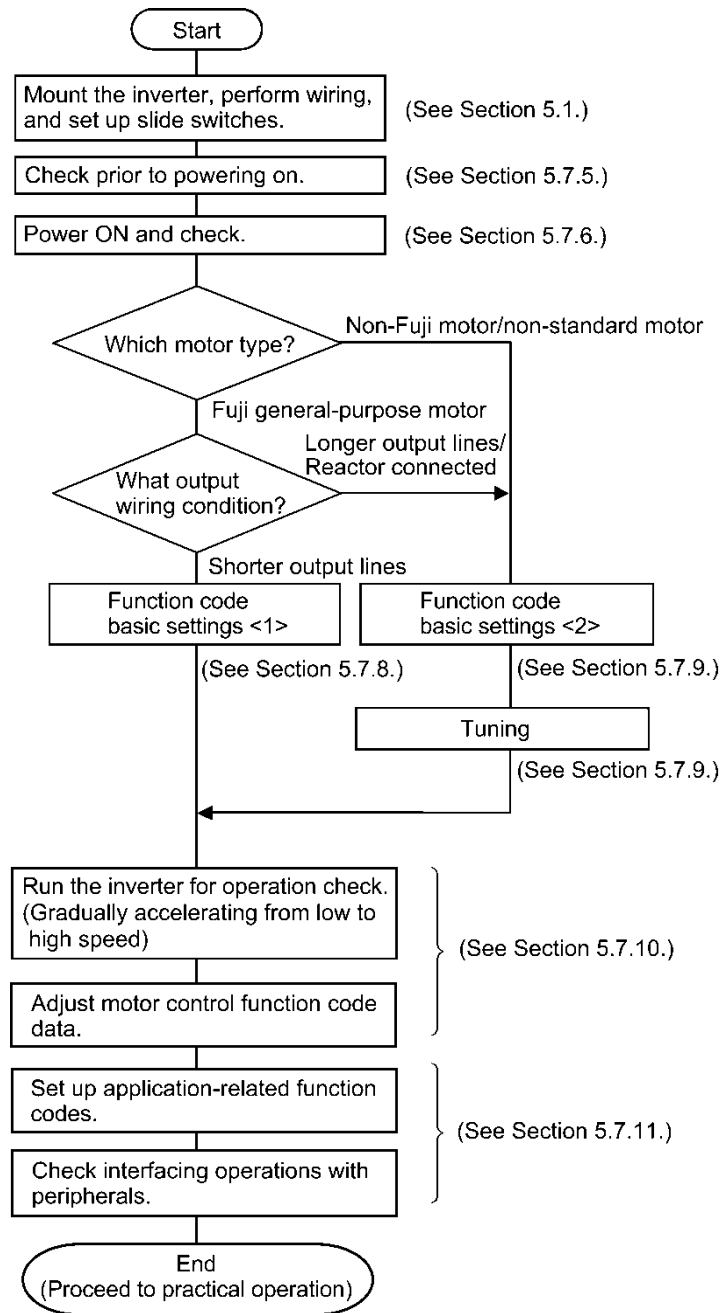 Start
Mount the inverter, perform wiring,
and set up slide switches.
(See Section 5.1.)
Check prior to powering on.
(See Section 5.7.5.)
Power ON and check.
(See Section 5.7.6.)
Which motor type?
Non-Fuji motor/non-standard motor
Fuji general-purpose motor
What output
wiring condition?
Longer output lines/
Reactor connected
Shorter output lines
Function code
basic settings <1>
(See Section 5.7.8.)
Function code
basic settings <2>
(See Section 5.7.9.)
Tuning
(See Section 5.7.9.)
Run the inverter for operation check.
(Gradually accelerating from low to
high speed)
Adjust motor control function code
data.
(See Section 5.7.10.)
Set up application-related function
codes.
Check interfacing operations with
peripherals.
(See Section 5.7.11.)
End
(Proceed to practical operation)